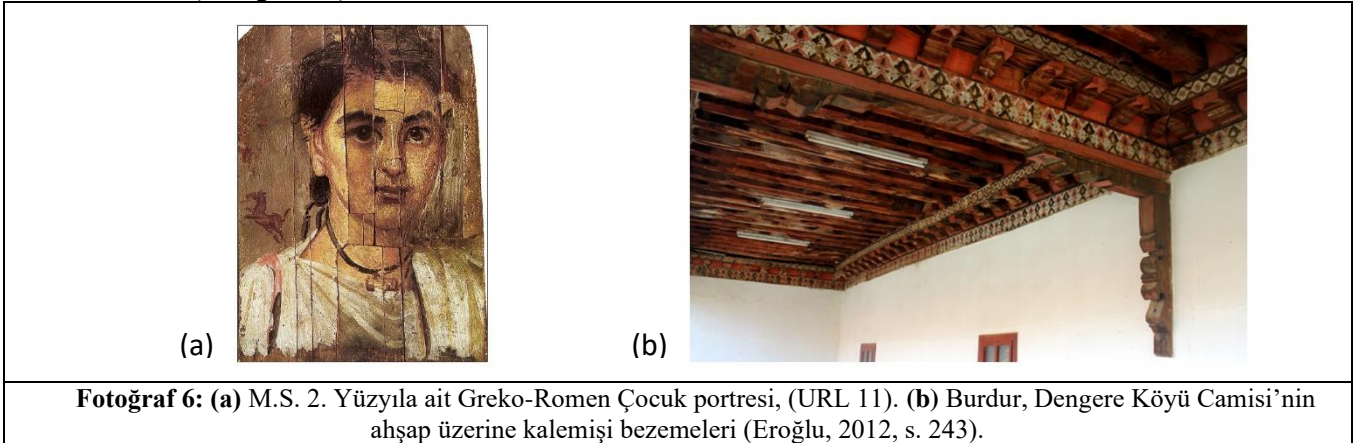 (a)
(b)
Fotoğraf 6: (a) M.S. 2. Yüzyıla ait Greko-Romen Çocuk portresi, (URL 11). (b) Burdur, Dengere Köyü Camisi’nin
ahşap üzerine kalemişi bezemeleri (Eroğlu, 2012, s. 243).